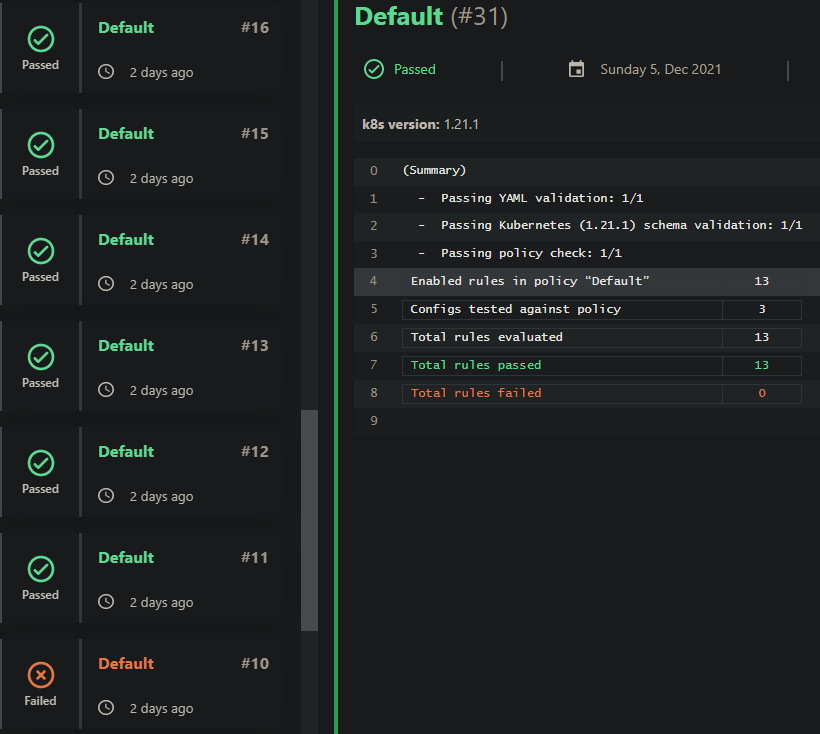 Default #16
Passed
2 days ago
Default #15
Passed
2 days ago
Default #14
Passed
2 days ago
Default #13
Passed
2 days ago
Default #12
Passed
2 days ago
Default #11
Passed
2 days ago
Default #10
Failed
2 days ago
Default (#31)
Passed | Sunday 5, Dec 2021 |
k8s version: 1.21.1
0 (Summary)
1 - Passing YAML validation: 1/1
2 - Passing Kubernetes (1.21.1) schema validation: 1/1
3 - Passing policy check: 1/1
4 Enabled rules in policy “Default” 13
5 Configs tested against policy 3
6 Total rules evaluated 13
7 Total rules passed 13
8 Total rules failed 0
9